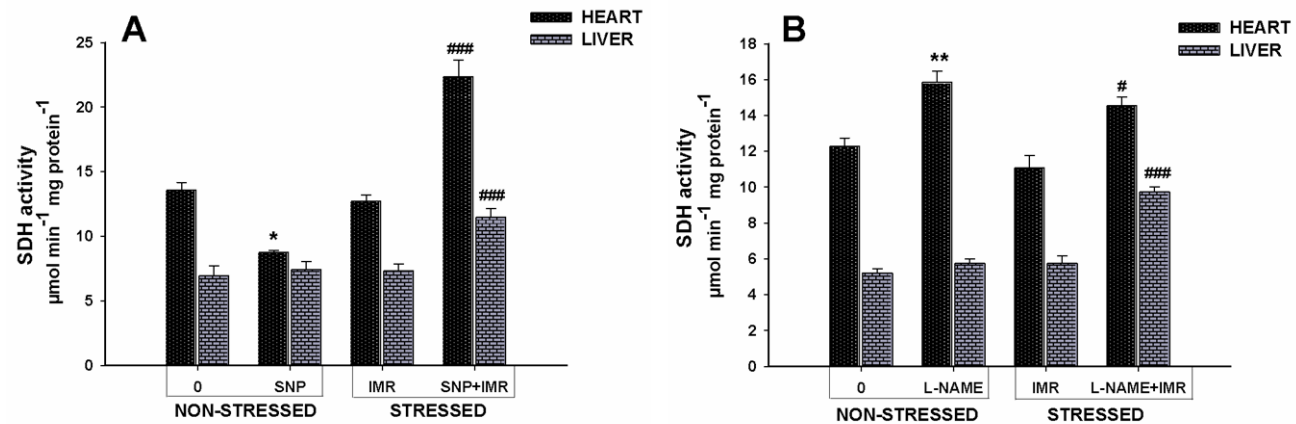 A
HEART
LIVER
SDH activity
µmol min-1 mg protein-1
25
20
15
10
5
0
*
###
###
0 SNP IMR SNP+IMR
NON-STRESSED STRESSED
B
HEART
LIVER
SDH activity
µmol min-1 mg protein-1
18
16
14
12
10
8
6
4
2
0
**
#
###
0 L-NAME IMR L-NAME+IMR
NON-STRESSED STRESSED